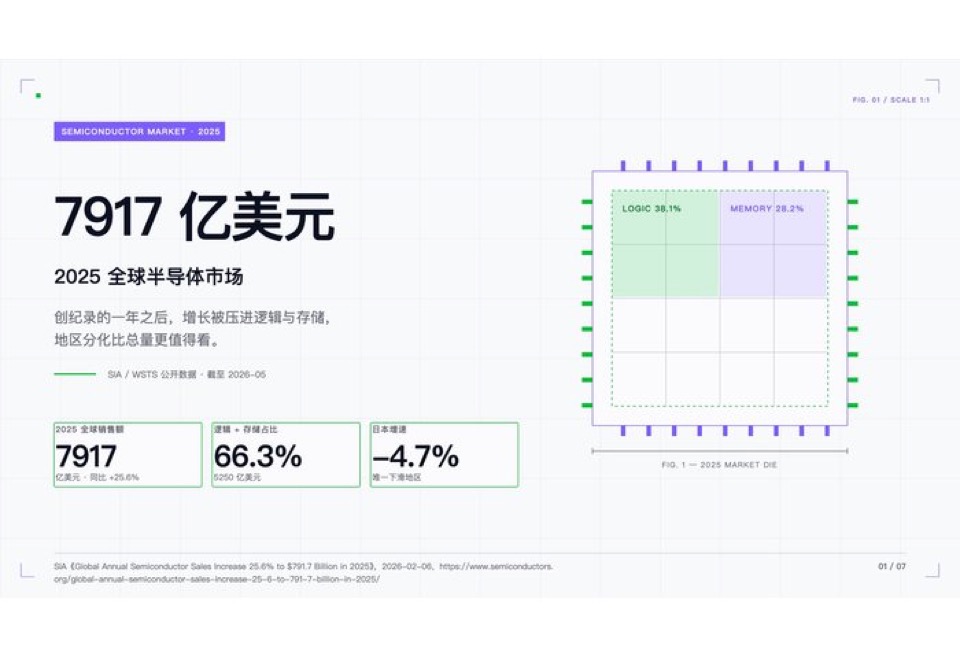 FIG. 01 / SCALE 1:1
SEMICONDUCTOR MARKET · 2025
7917 亿美元
2025 全球半导体市场
创纪录的一年之后，增长被压进逻辑与存储，
地区分化比总量更值得看。
SIA / WSTS 公开数据 · 截至 2026-05
2025 全球销售额
7917
亿美元 · 同比 +25.6%
逻辑 + 存储占比
66.3%
5250 亿美元
日本增速
-4.7%
唯一下滑地区
LOGIC 38.1%
MEMORY 28.2%
FIG. 1 — 2025 MARKET DIE
SIA《Global Annual Semiconductor Sales Increase 25.6% to $791.7 Billion in 2025》，2026-02-06，https://www.semiconductors.
org/global-annual-semiconductor-sales-increase-25-6-to-791-7-billion-in-2025/
01 / 07